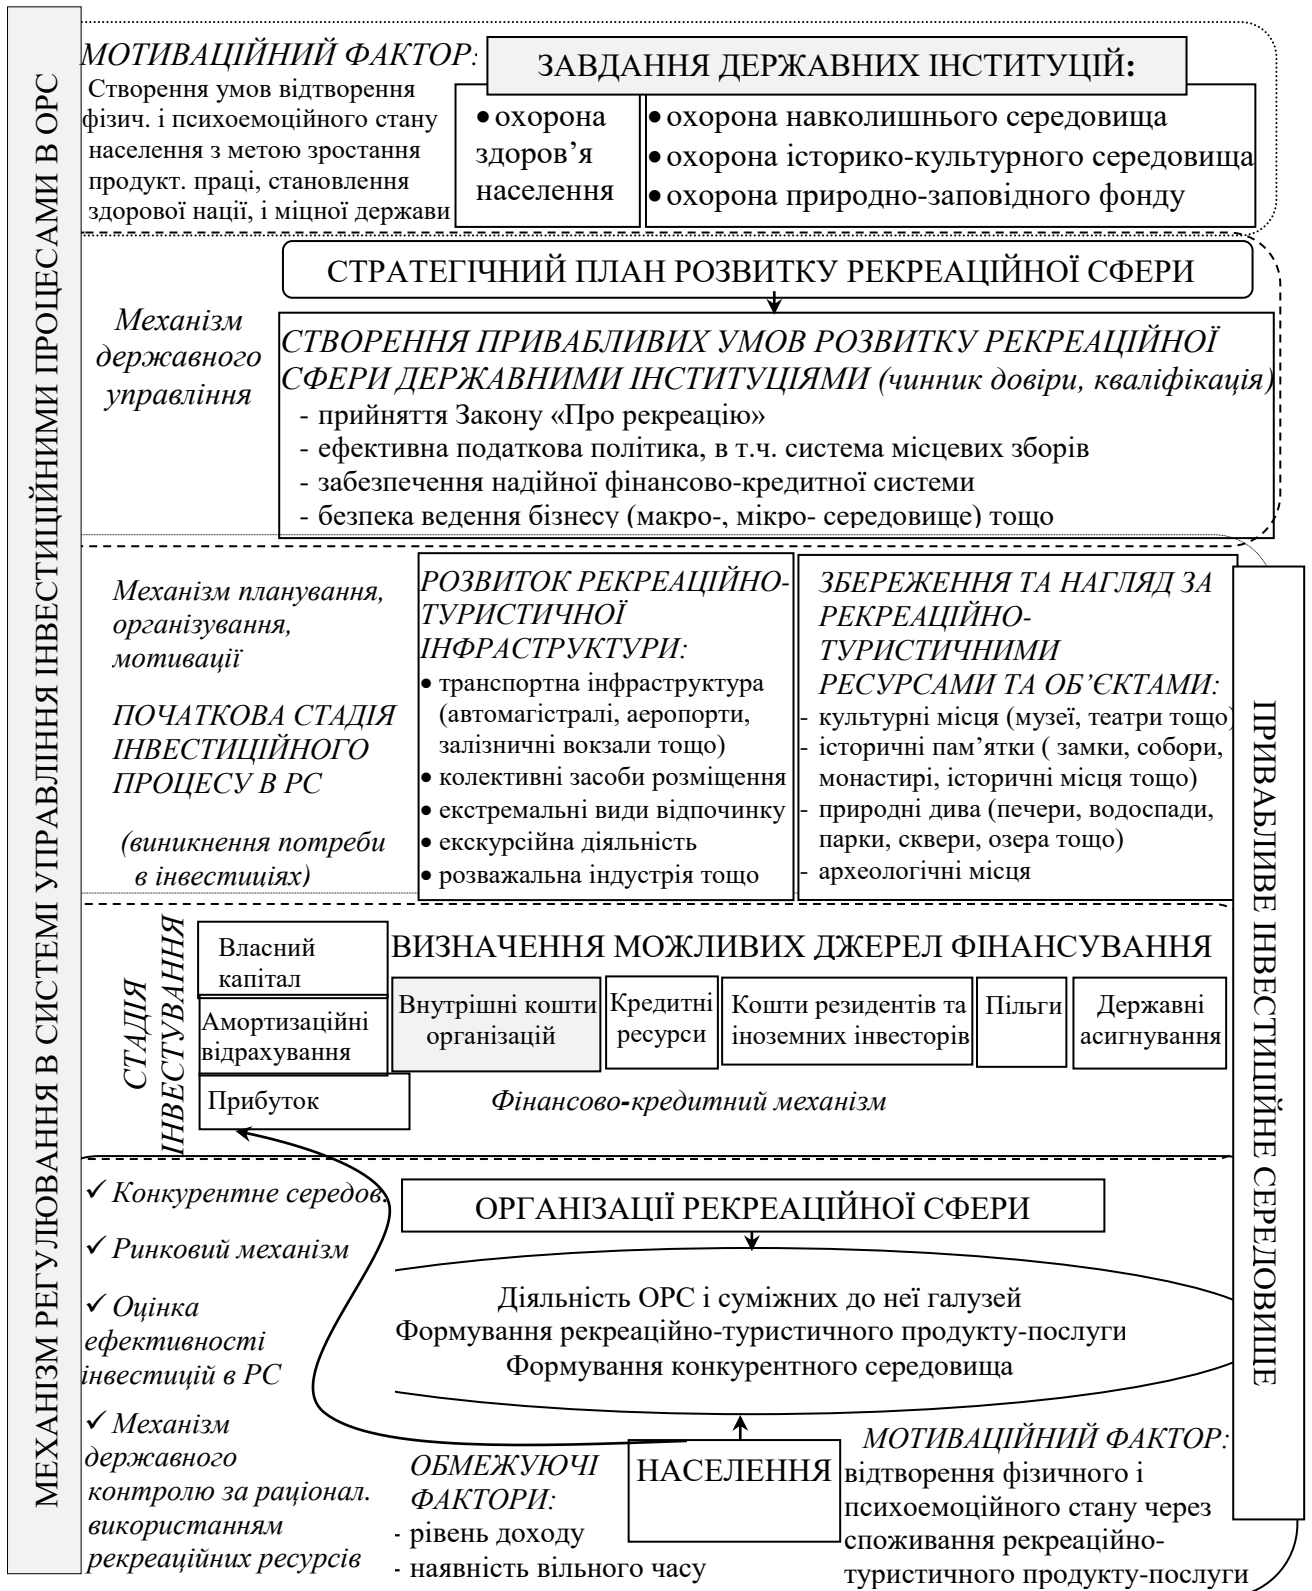 МЕХАНІЗМ РЕГУЛЮВАННЯ В СИСТЕМІ УПРАВЛІННЯ ІНВЕСТИЦІЙНИМИ ПРОЦЕСАМИ В ОРС
МОТИВАЦІЙНИЙ ФАКТОР:
Створення умов відтворення
фізич. і психоемоційного стану
населення з метою зростання
продукт. праці, становлення
здорової нації, і міцної держави
ЗАВДАННЯ ДЕРЖАВНИХ ІНСТИТУЦІЙ:
• охорона
здоров’я
населення
• охорона навколишнього середовища
• охорона історико-культурного середовища
• охорона природно-заповідного фонду
СТРАТЕГІЧНИЙ ПЛАН РОЗВИТКУ РЕКРЕАЦІЙНОЇ СФЕРИ
Механізм
державного
управління
СТВОРЕННЯ ПРИВАБЛИВИХ УМОВ РОЗВИТКУ РЕКРЕАЦІЙНОЇ
СФЕРИ ДЕРЖАВНИМИ ІНСТИТУЦІЯМИ (чинник довіри, кваліфікація)
- прийняття Закону «Про рекреацію»
- ефективна податкова політика, в т.ч. система місцевих зборів
- забезпечення надійної фінансово-кредитної системи
- безпека ведення бізнесу (макро-, мікро- середовище) тощо
Механізм планування,
організування,
мотивації
ПОЧАТКОВА СТАДІЯ
ІНВЕСТИЦІЙНОГО
ПРОЦЕСУ В РС
(виникнення потреби
в інвестиціях)
РОЗВИТОК РЕКРЕАЦІЙНО-
ТУРИСТИЧНОЇ
ІНФРАСТРУКТУРИ:
• транспортна інфраструктура
(автомагістралі, аеропорти,
залізничні вокзали тощо)
• колективні засоби розміщення
• екстремальні види відпочинку
• екскурсійна діяльність
• розважальна індустрія тощо
ЗБЕРЕЖЕННЯ ТА НАГЛЯД ЗА
РЕКРЕАЦІЙНО-
ТУРИСТИЧНИМИ
РЕСУРСАМИ ТА ОБ’ЄКТАМИ:
- культурні місця (музеї, театри тощо)
- історичні пам’ятки ( замки, собори,
монастирі, історичні місця тощо)
- природні дива (печери, водоспади,
парки, сквери, озера тощо)
- археологічні місця
ПРИВАБЛИВЕ ІНВЕСТИЦІЙНЕ СЕРЕДОВИЩЕ
СТАДІЯ
ІНВЕСТУВАННЯ
Власний
капітал
Амортизаційні
відрахування
Прибуток
ВИЗНАЧЕННЯ МОЖЛИВИХ ДЖЕРЕЛ ФІНАНСУВАННЯ
Внутрішні кошти
організацій
Кредитні
ресурси
Кошти резидентів та
іноземних інвесторів
Пільги
Державні
асигнування
Фінансово-кредитний механізм
✓ Конкурентне середов.
✓ Ринковий механізм
✓ Оцінка
ефективності
інвестицій в РС
✓ Механізм
державного
контролю за раціонал.
використанням
рекреаційних ресурсів
ОРГАНІЗАЦІЇ РЕКРЕАЦІЙНОЇ СФЕРИ
Діяльність ОРС і суміжних до неї галузей
Формування рекреаційно-туристичного продукту-послуги
Формування конкурентного середовища
ОБМЕЖУЮЧІ
ФАКТОРИ:
- рівень доходу
- наявність вільного часу
НАСЕЛЕННЯ
МОТИВАЦІЙНИЙ ФАКТОР:
відтворення фізичного і
психоемоційного стану через
споживання рекреаційно-
туристичного продукту-послуги